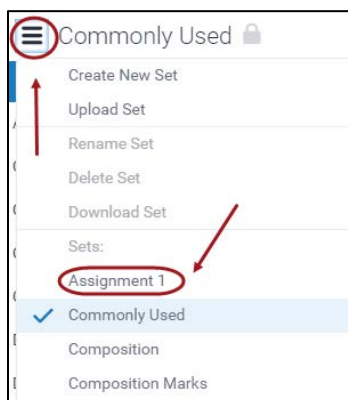 Commonly Used
Create New Set
Upload Set
Rename Set
Delete Set
Download Set
Sets:
Assignment 1
Commonly Used
Composition
Composition Marks